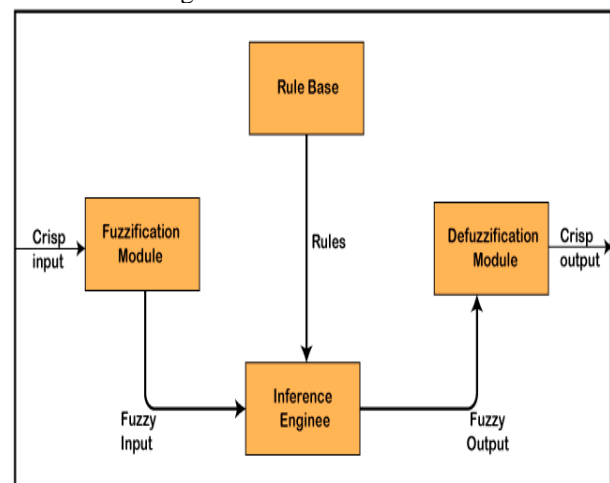 Rule Base
Fuzzification
Module
Crisp
input
Rules
Defuzzification
Module
Crisp
output
Inference
Enginee
Fuzzy
Input
Fuzzy
Output